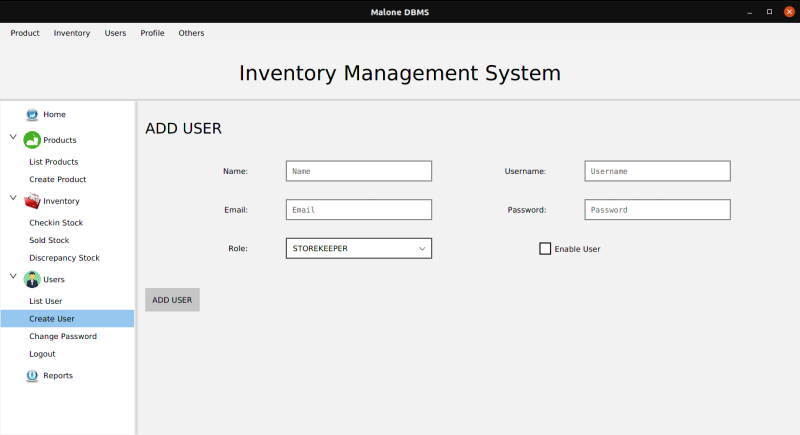 Malone DBMS
Product Inventory Users Profile Others
Inventory Management System
Home
Products
List Products
Create Product
Inventory
Checkin Stock
Sold Stock
Discrepancy Stock
Users
List User
Create User
Change Password
Logout
Reports
ADD USER
Name: Name Username: Username
Email: Email Password: Password
Role: STOREKEEPER Enable User
ADD USER